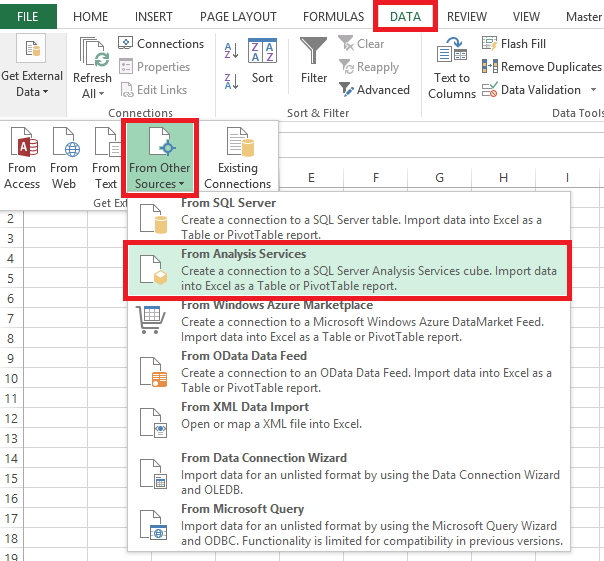 FILE HOME INSERT PAGE LAYOUT FORMULAS DATA REVIEW VIEW Master
Get External
Data
Refresh
All
Connections
Properties
Edit Links
Connections
Sort
Filter
Clear
Reapply
Advanced
Sort & Filter
Text to
Columns
Flash Fill
Remove Duplicates
Data Validation
Data Tools
From
Access
From
Web
From
Text
From Other
Sources
Existing
Connections
Get Ex
E F G H I
2
3
4
5
6
7
8
9
10
11
12
13
14
15
16
17
18
19
From SQL Server
Create a connection to a SQL Server table. Import data into Excel as a
Table or PivotTable report.
From Analysis Services
Create a connection to a SQL Server Analysis Services cube. Import data
into Excel as a Table or PivotTable report.
From Windows Azure Marketplace
Create a connection to a Microsoft Windows Azure DataMarket Feed.
Import data into Excel as a Table or PivotTable report.
From OData Data Feed
Create a connection to an OData Data Feed. Import data into Excel as a
Table or PivotTable report.
From XML Data Import
Open or map a XML file into Excel.
From Data Connection Wizard
Import data for an unlisted format by using the Data Connection Wizard
and OLEDB.
From Microsoft Query
Import data for an unlisted format by using the Microsoft Query Wizard
and ODBC. Functionality is limited for compatibility in previous versions.